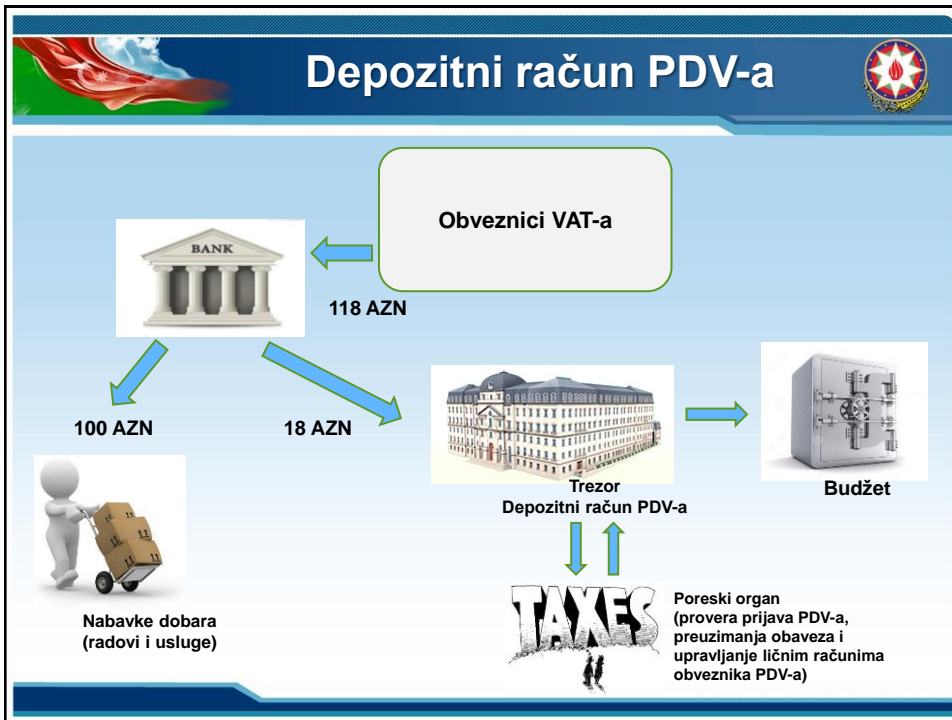 Depozitni račun PDV-a
Obveznici VAT-a
BANK
118 AZN
100 AZN
18 AZN
Trezor
Depozitni račun PDV-a
Budžet
Nabavke dobara
(radovi i usluge)
TAXES
Poreski organ
(provera prijava PDV-a,
preuzimanja obaveza i
upravljanje ličnim računima
obveznika PDV-a)